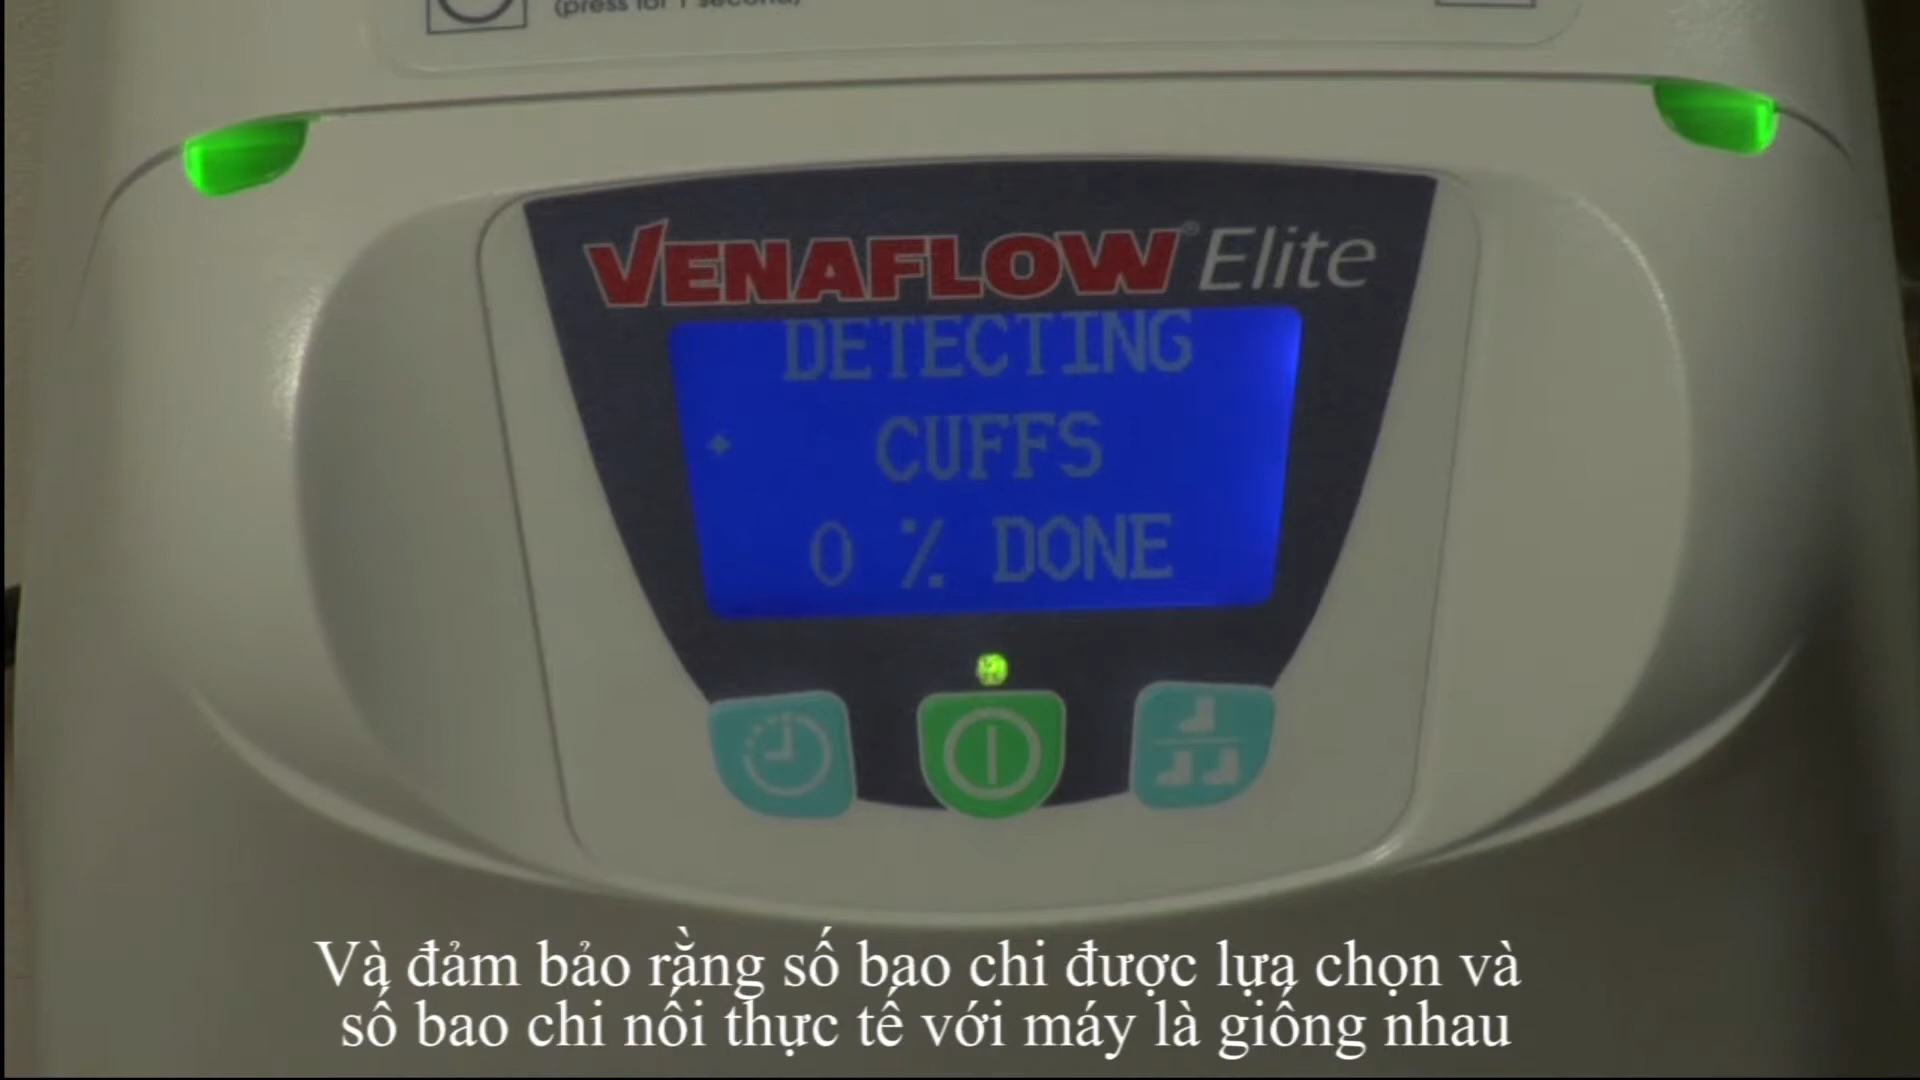 (press for 1 second)
VENAFLOW® Elite
DETECTING
CUFFS
0 % DONE
Và đảm bảo rằng số bao chi được lựa chọn và
số bao chi nối thực tế với máy là giống nhau